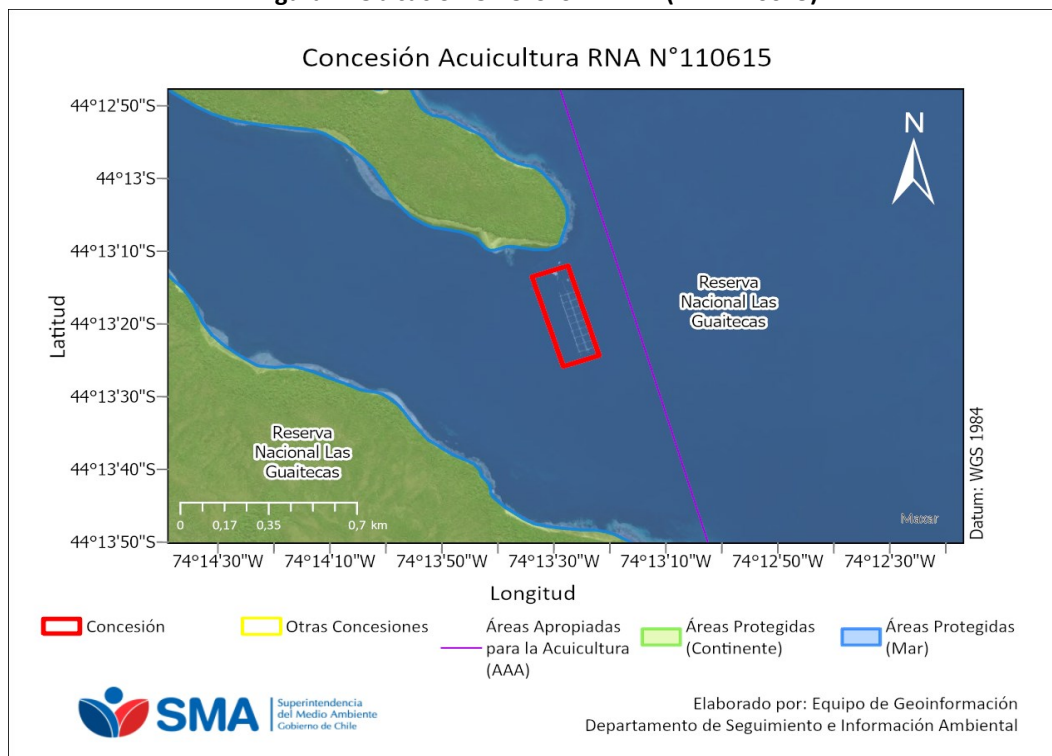 Concesión Acuicultura RNA N°110615
44°12'50"S
44°13'S
44°13'10"S
44°13'20"S
44°13'30"S
44°13'40"S
44°13'50"S
Latitud
N
Reserva
Nacional Las
Guaitecas
Reserva
Nacional Las
Guaitecas
0 0,17 0,35 0,7 km
Maxar
Datum: WGS 1984
74°14'30"W 74°14'10"W 74°13'50"W 74°13'30"W 74°13'10"W 74°12'50"W 74°12'30"W
Longitud
Concesión
Otras Concesiones
Áreas Apropiadas
para la Acuicultura
(AAA)
Áreas Protegidas
(Continente)
Áreas Protegidas
(Mar)
SMA
Superintendencia
del Medio Ambiente
Gobierno de Chile
Elaborado por: Equipo de Geoinformación
Departamento de Seguimiento e Información Ambiental